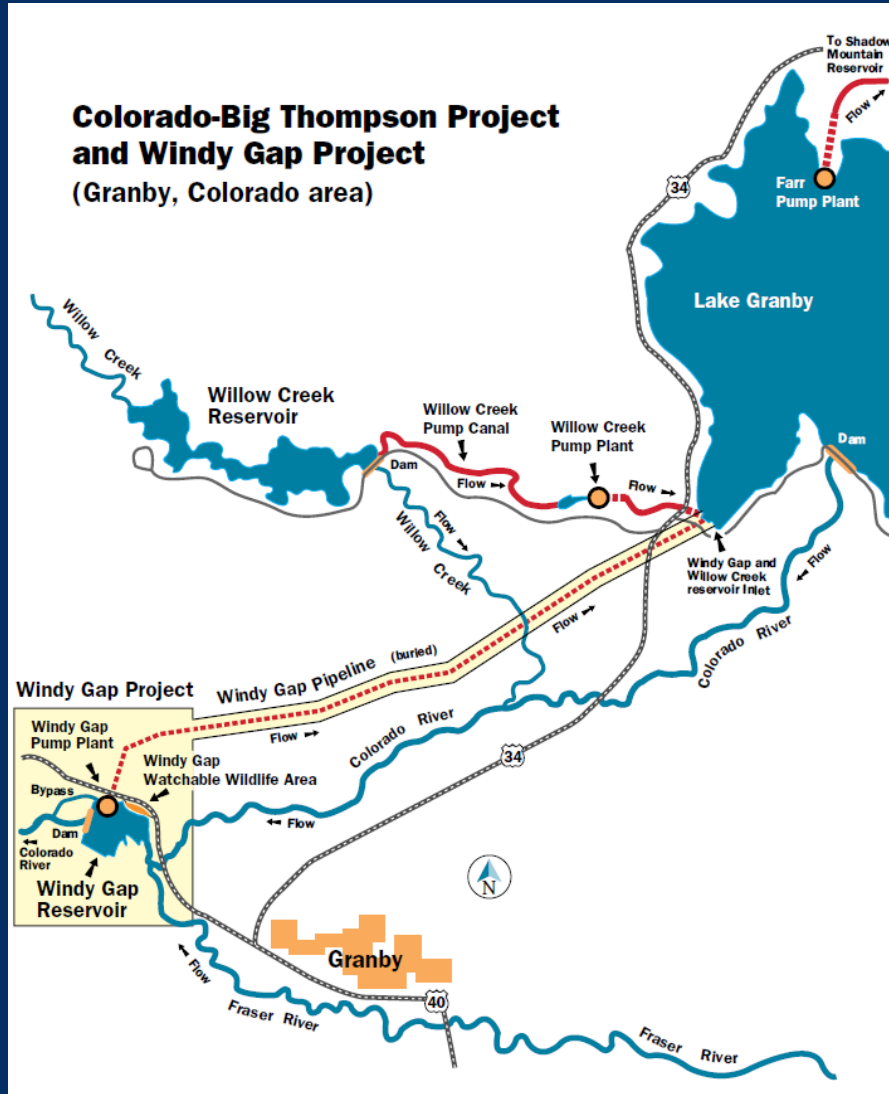 Colorado-Big Thompson Project
and Windy Gap Project
(Granby, Colorado area)
To Shadow
Mountain
Reservoir
Flow
34
Farr
Pump Plant
Lake Granby
Willow
Creek
Willow Creek
Reservoir
Willow Creek
Pump Canal
Willow Creek
Pump Plant
Dam
Dam
Flow
Flow
Flow
Willow
Creek
Windy Gap and
Willow Creek
reservoir Inlet
Flow
Colorado River
Flow
Windy Gap Pipeline (buried)
Flow
Windy Gap Project
Windy Gap
Pump Plant
Windy Gap
Watchable Wildlife Area
Colorado River
34
Bypass
Flow
Dam
Colorado
River
Windy Gap
Reservoir
N
Granby
Flow
40
Fraser River
Fraser River